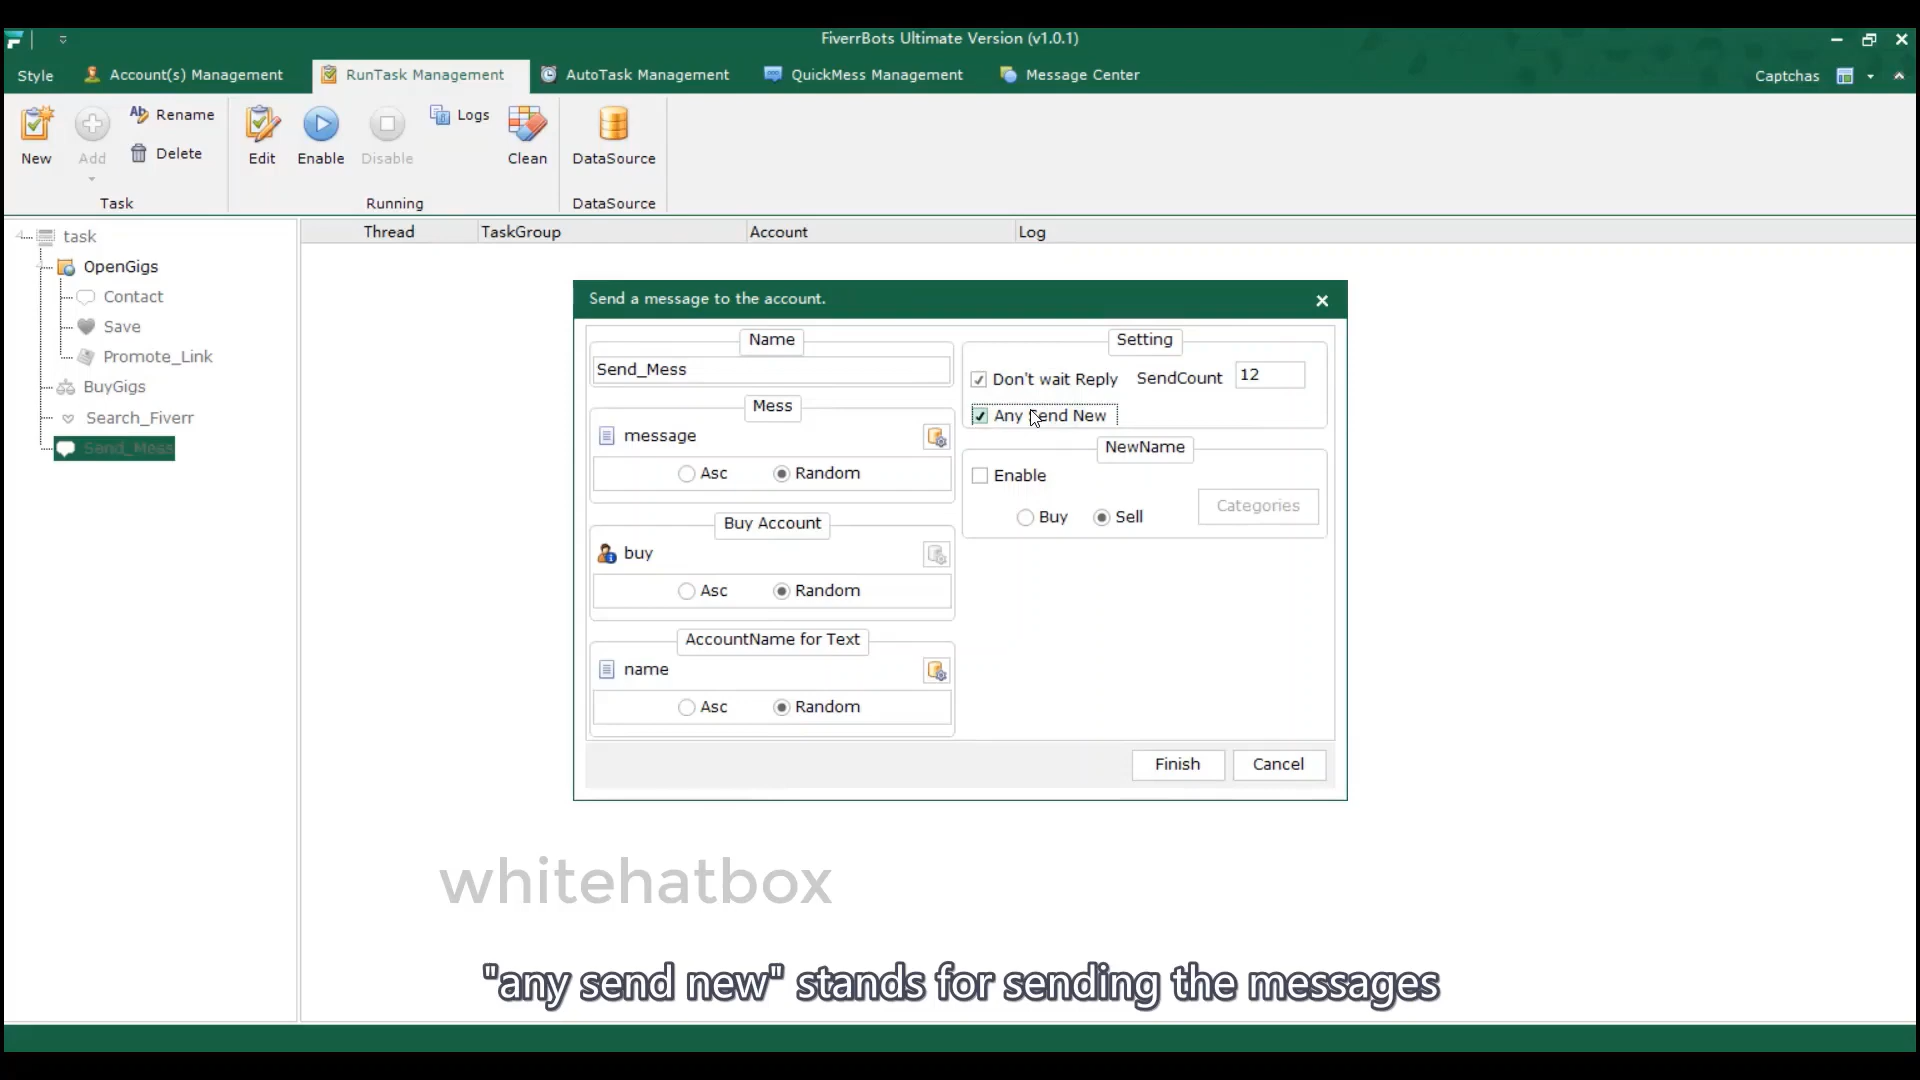 FiverrBots Ultimate Version (v1.0.1)
Style
Account(s) Management
RunTask Management
AutoTask Management
QuickMess Management
Message Center
Captchas
New
Add
Rename
Delete
Task
Edit
Enable
Disable
Logs
Clean
Running
DataSource
DataSource
task
OpenGigs
Contact
Save
Promote_Link
BuyGigs
Search_Fiverr
Send_Mess
Thread
TaskGroup
Account
Log
Send a message to the account.
Name
Send_Mess
Mess
message
Asc
Random
Buy Account
buy
Asc
Random
AccountName for Text
name
Asc
Random
Setting
Don't wait Reply
SendCount
12
Any Send New
NewName
Enable
Buy
Sell
Categories
Finish
Cancel
whitehatbox
"any send new" stands for sending the messages